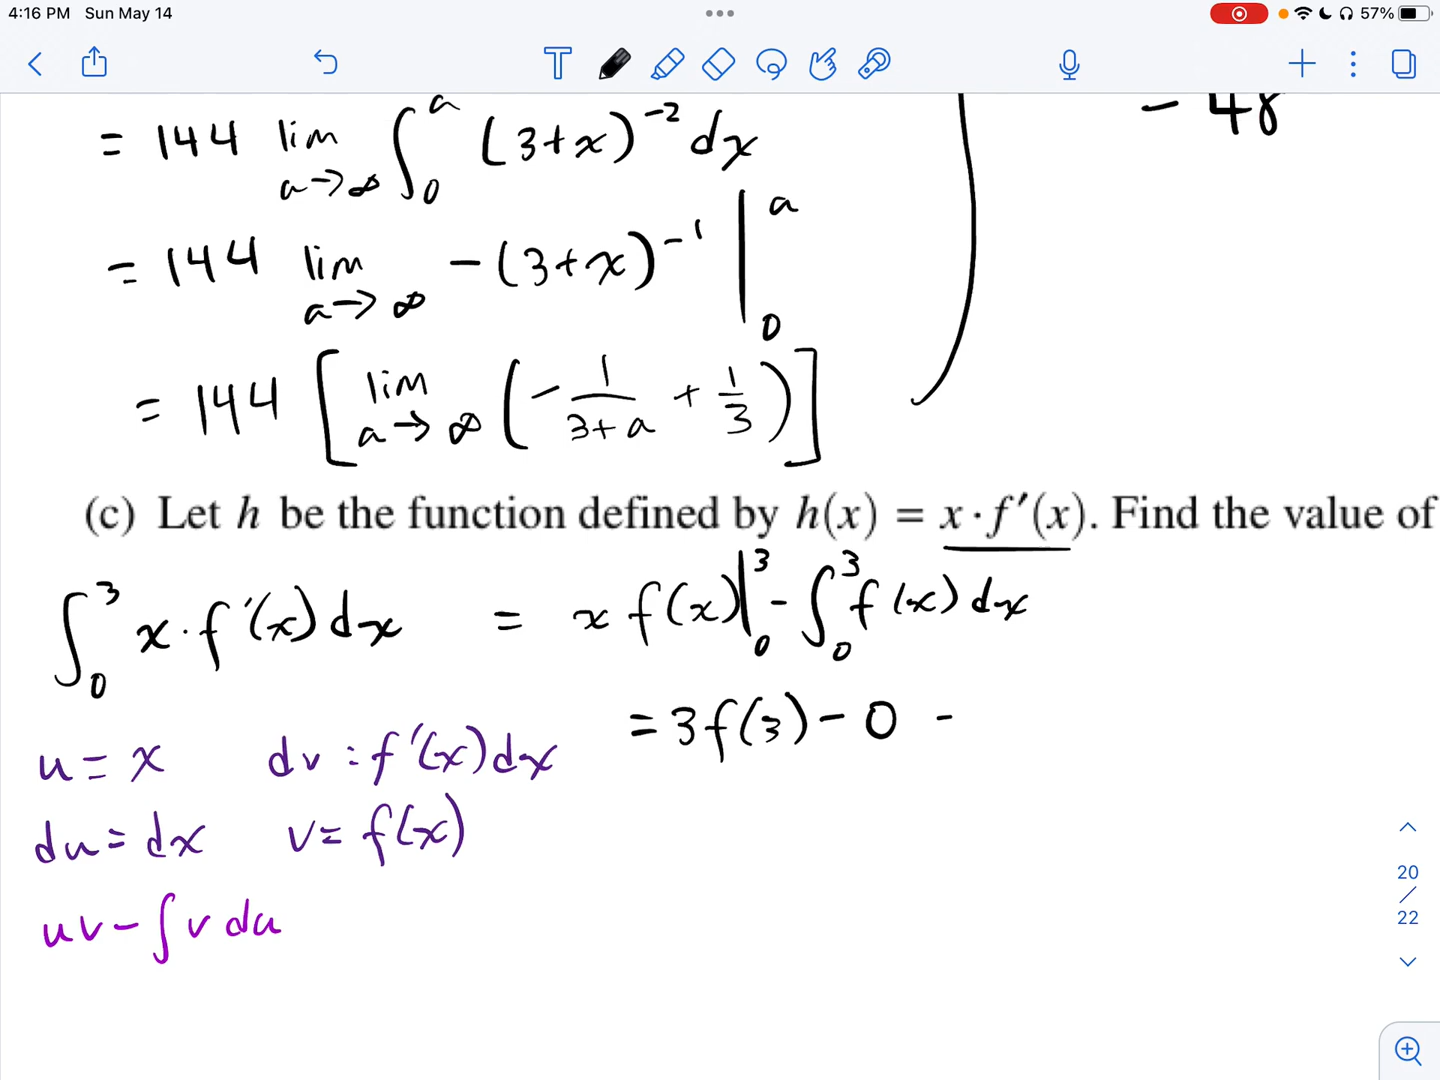 4:16 PM Sun May 14
57%
= 144 lim a→∞ ∫₀ᵃ (3+x)⁻² dx
- 48
= 144 lim a→∞ -(3+x)⁻¹ |₀ᵃ
= 144 [ lim a→∞ ( - 1/(3+a) + 1/3 ) ]
(c) Let h be the function defined by h(x) = x · f′(x). Find the value of
∫₀³ x · f′(x) dx = x f(x) |₀³ - ∫₀³ f(x) dx
= 3f(3) - 0 -
u = x dv = f′(x) dx
du = dx v = f(x)
uv - ∫ v du
20
/
22